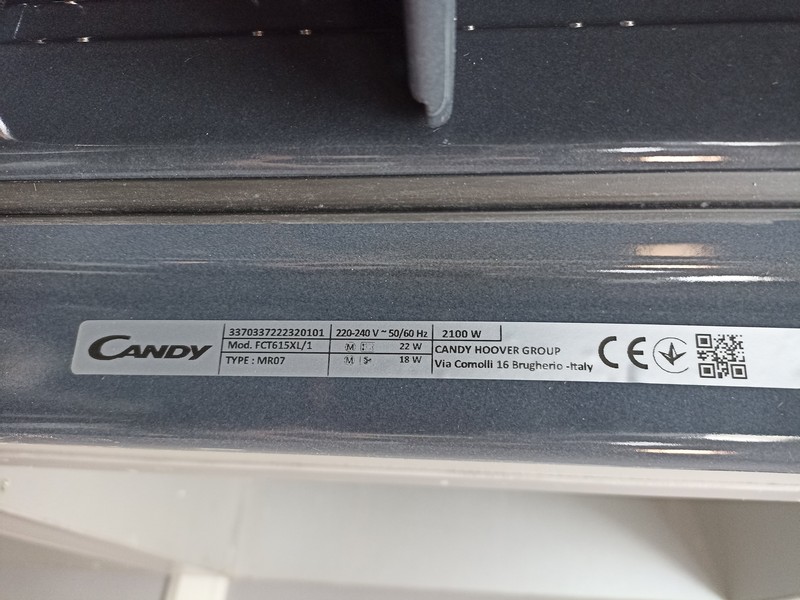 CANDY
3370337222320101
Mod. FCT615XL/1
TYPE : MR07
220-240 V ~ 50/60 Hz
M 22 W
M 18 W
2100 W
CANDY HOOVER GROUP
Via Comolli 16 Brugherio -Italy
CE